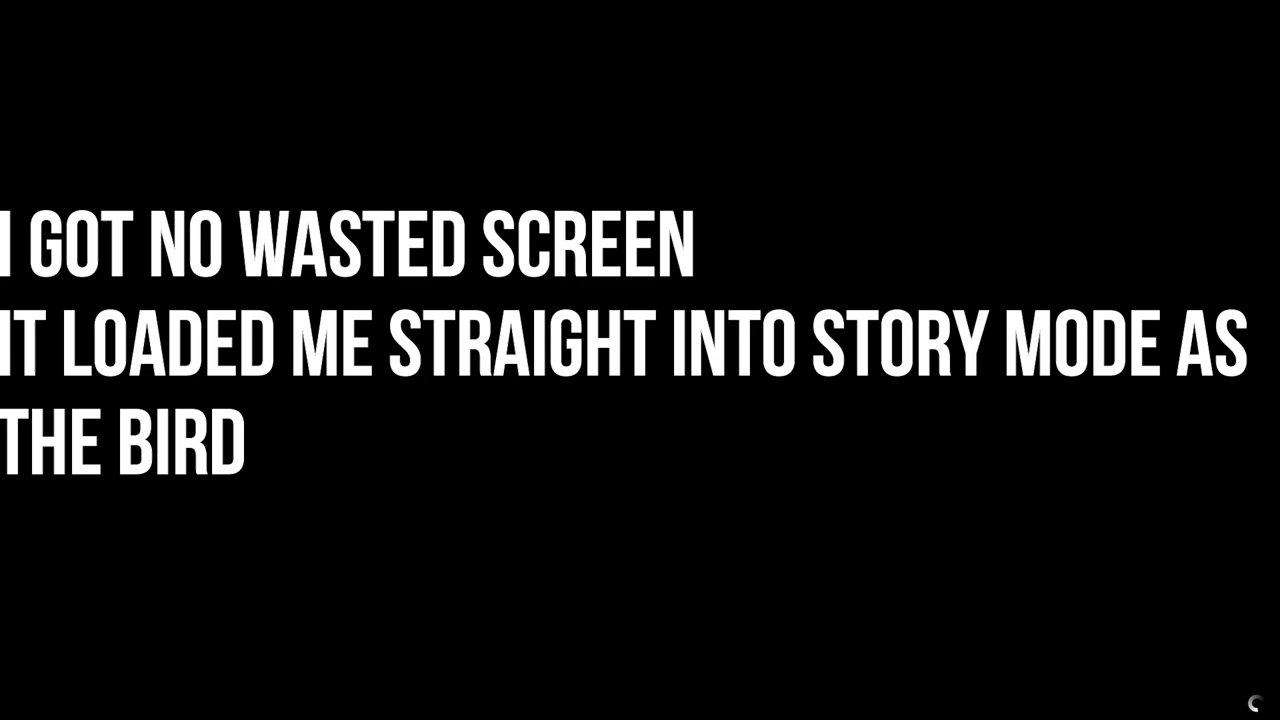 I GOT NO WASTED SCREEN
IT LOADED ME STRAIGHT INTO STORY MODE AS
THE BIRD